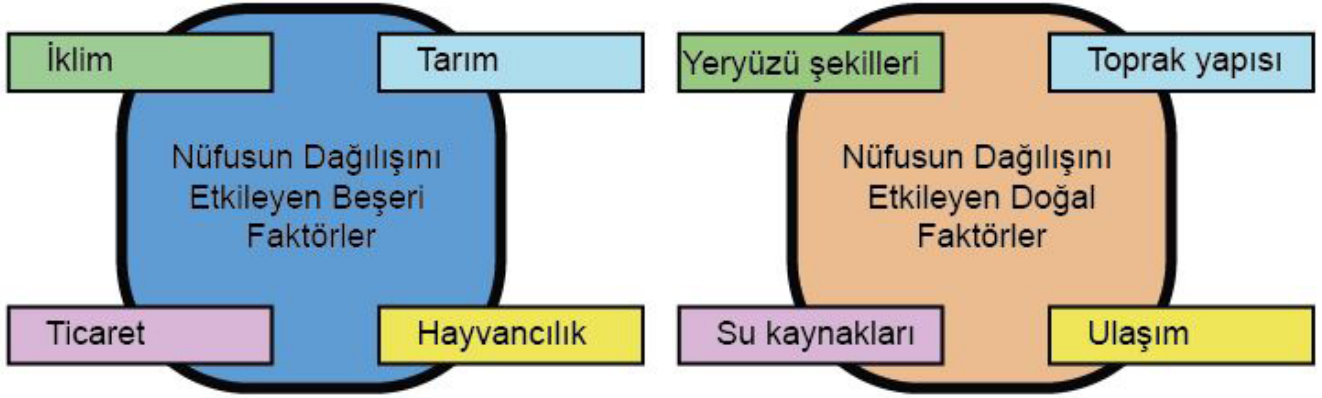 İklim
Tarım
Nüfusun Dağılışını
Etkileyen Beşeri
Faktörler
Ticaret
Hayvancılık
Yeryüzü şekilleri
Toprak yapısı
Nüfusun Dağılışını
Etkileyen Doğal
Faktörler
Su kaynakları
Ulaşım